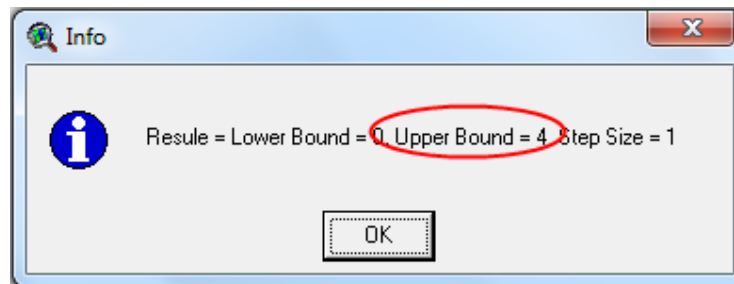 Info
Resule = Lower Bound = 0, Upper Bound = 4, Step Size = 1
OK